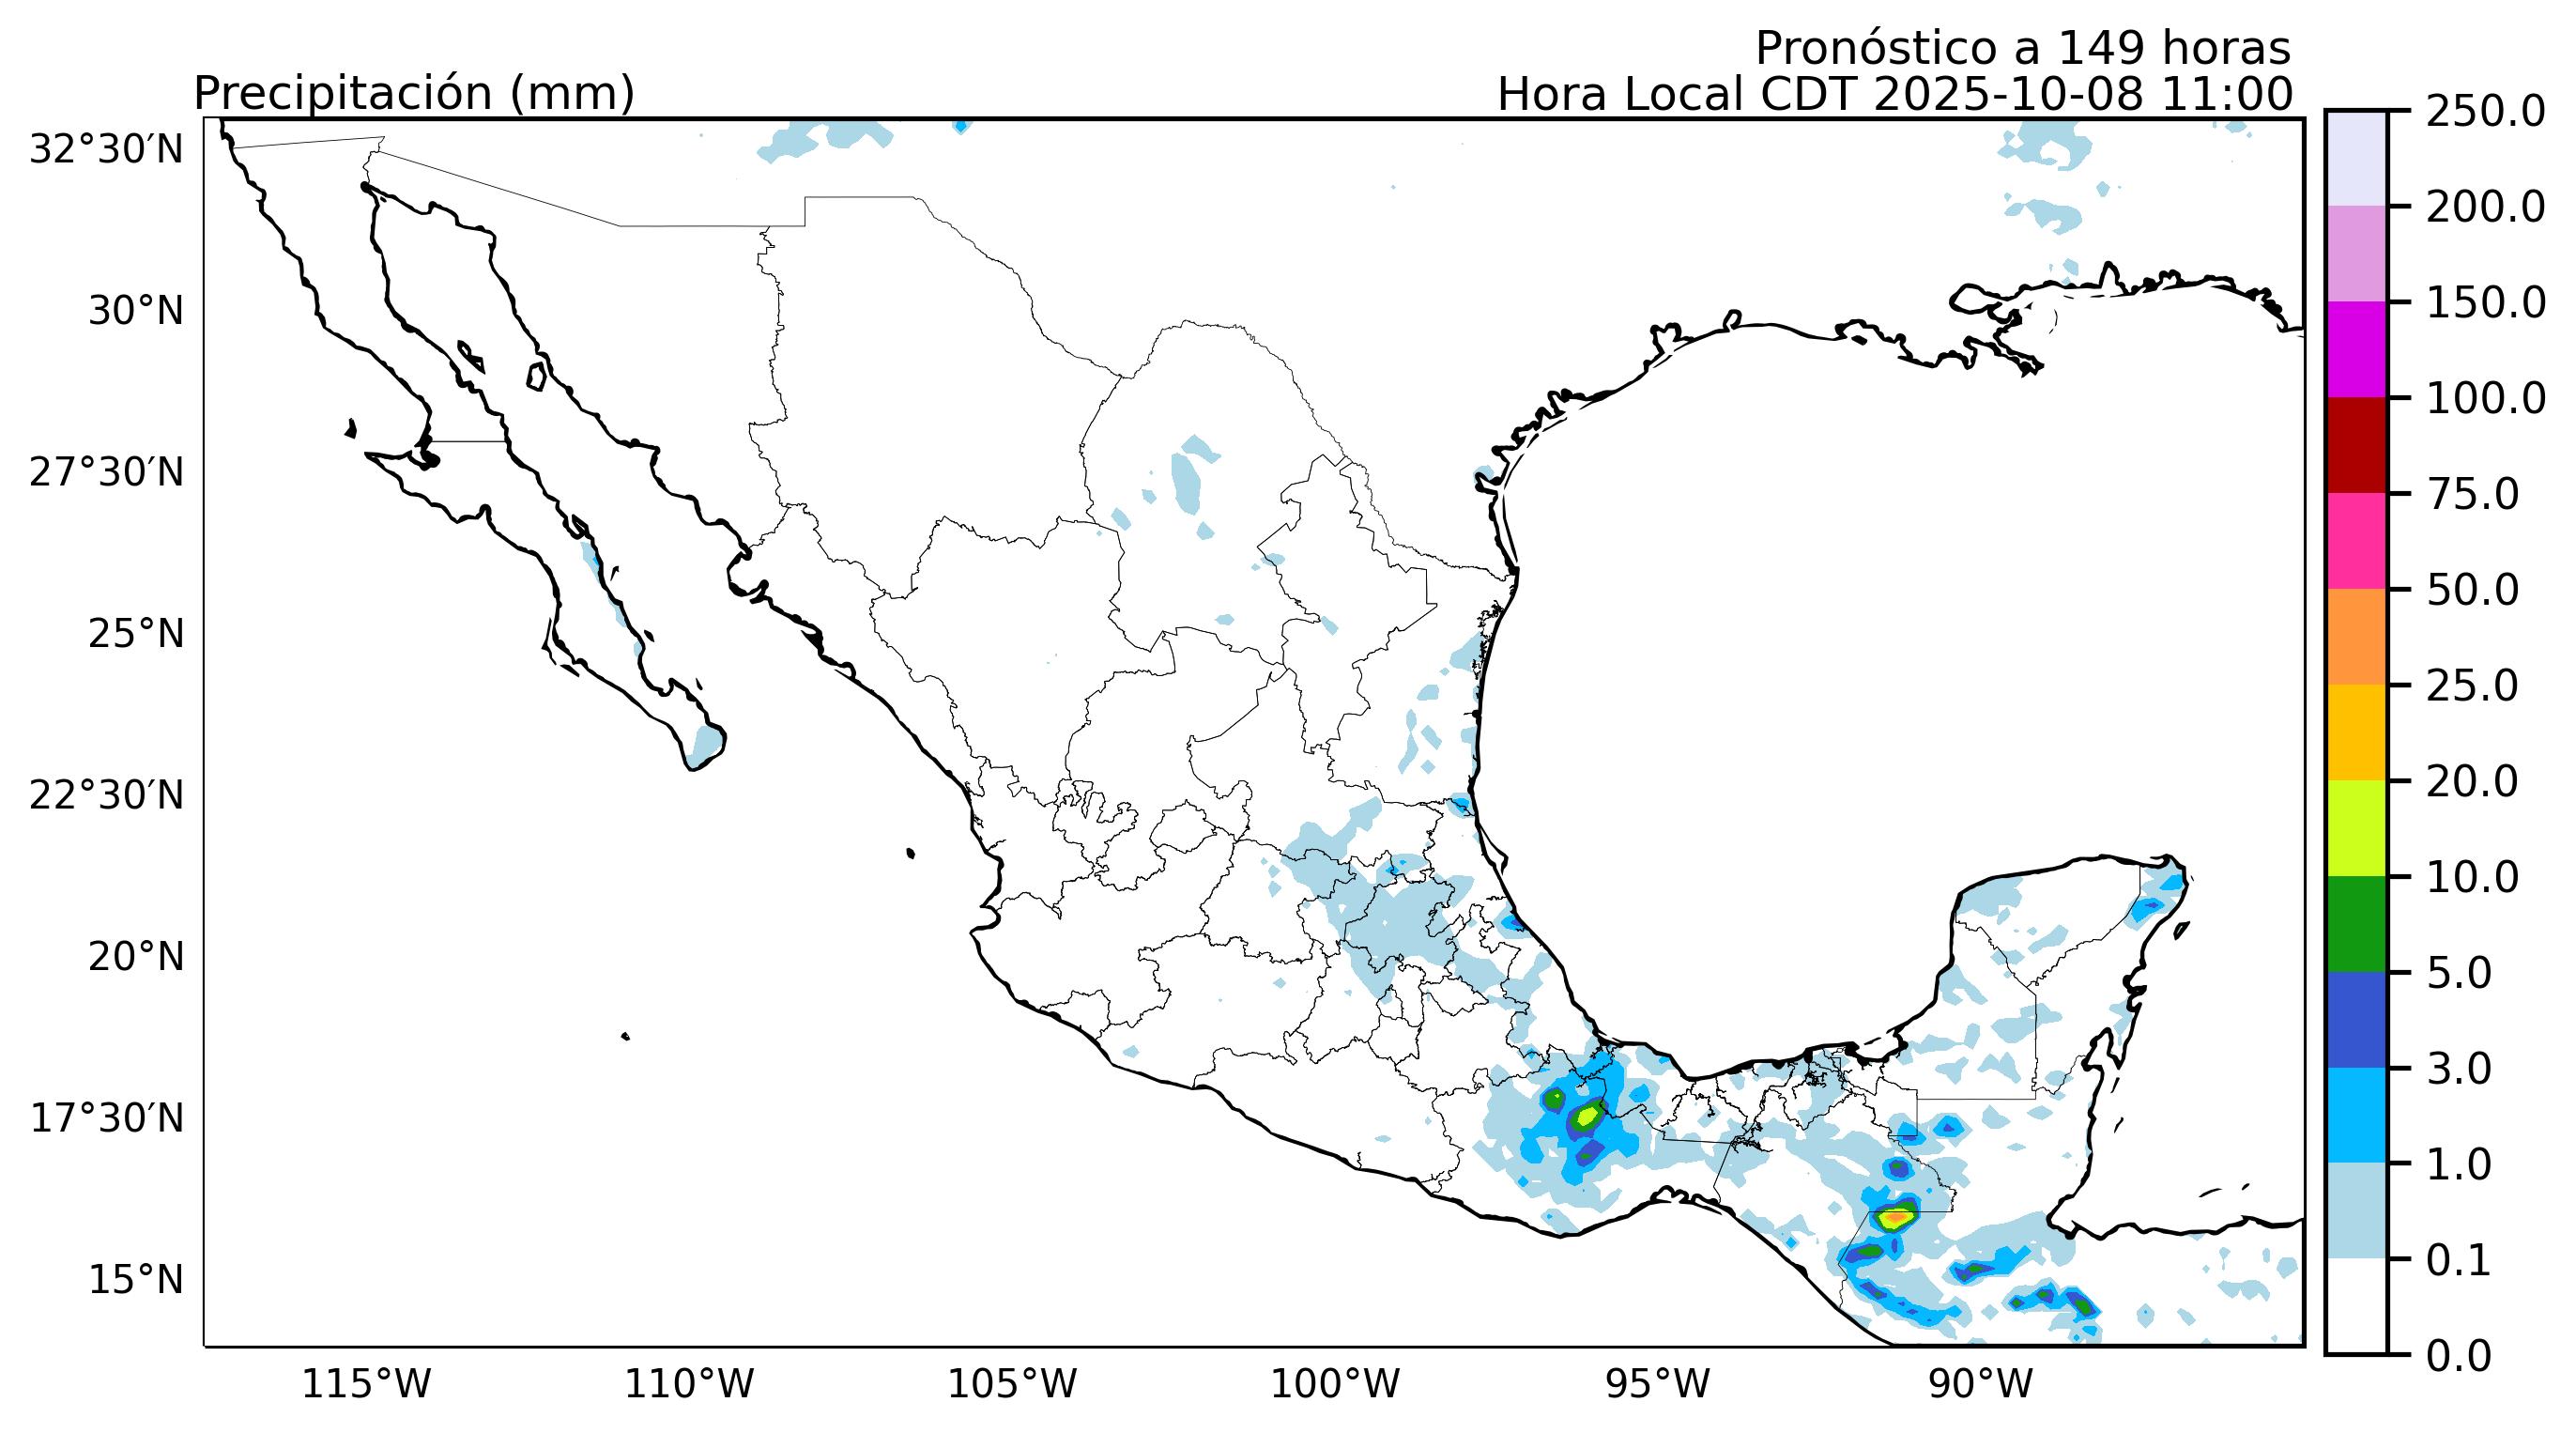 Pronóstico a 149 horas
Precipitación (mm)
Hora Local CDT 2025-10-08 11:00
32°30′N
30°N
27°30′N
25°N
22°30′N
20°N
17°30′N
15°N
115°W
110°W
105°W
100°W
95°W
90°W
250.0
200.0
150.0
100.0
75.0
50.0
25.0
20.0
10.0
5.0
3.0
1.0
0.1
0.0